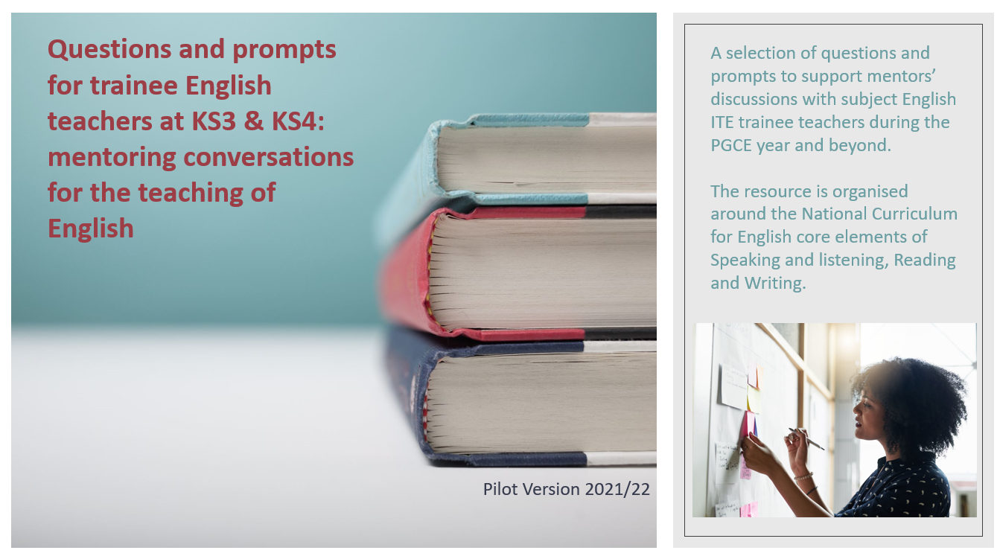 Questions and prompts
for trainee English
teachers at KS3 & KS4:
mentoring conversations
for the teaching of
English
Pilot Version 2021/22
A selection of questions and
prompts to support mentors’
discussions with subject English
ITE trainee teachers during the
PGCE year and beyond.
The resource is organised
around the National Curriculum
for English core elements of
Speaking and listening, Reading
and Writing.